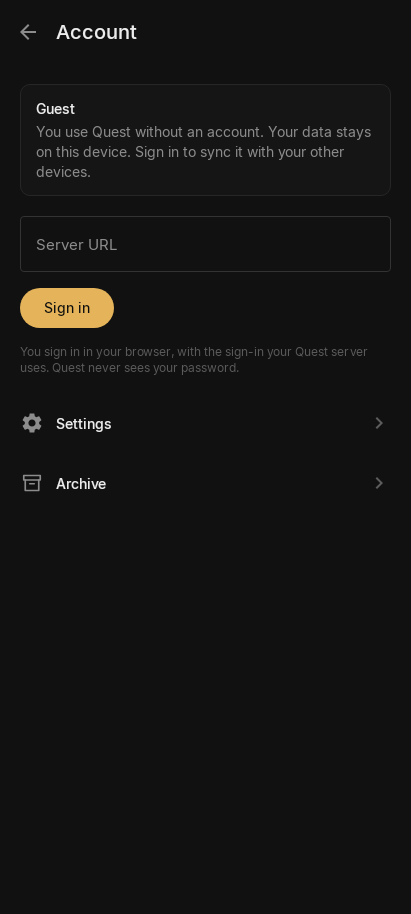 Account
Guest
You use Quest without an account. Your data stays
on this device. Sign in to sync it with your other
devices.
Server URL
Sign in
You sign in in your browser, with the sign-in your Quest server
uses. Quest never sees your password.
Settings
Archive